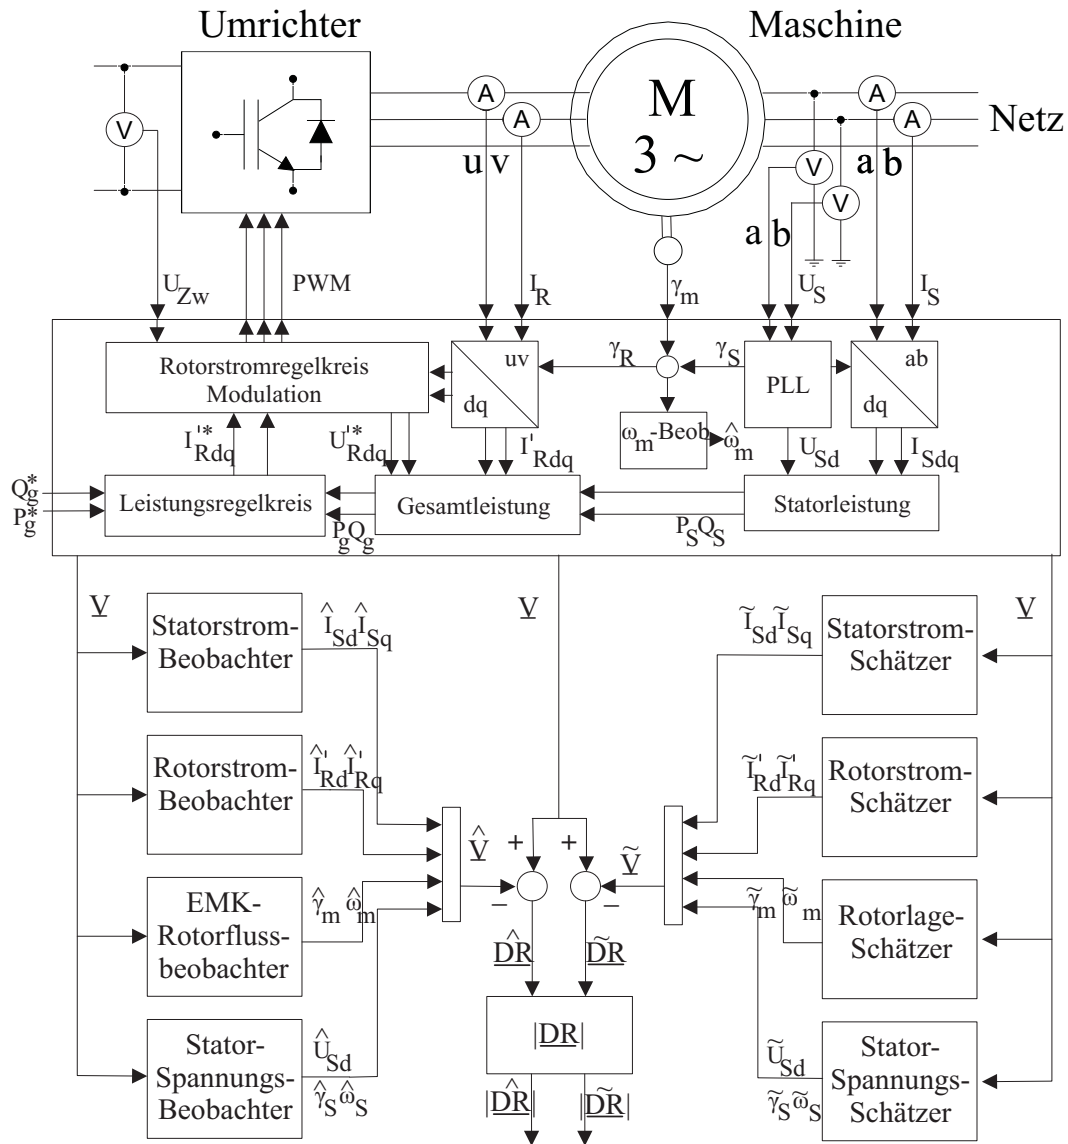 Umrichter
Maschine
V
A
A
M
3 ~
A
A
Netz
u v
V
V
a b
a b
U_Zw
PWM
I_R
γ_m
U_S
I_S
Rotorstromregelkreis
Modulation
uv
dq
γ_R
γ_S
PLL
ab
dq
ω_m-Beob.
ω̂_m
I'*_Rdq
U'*_Rdq
I'_Rdq
U_Sd
I_Sdq
Q_g*
P_g*
Leistungsregelkreis
Gesamtleistung
Statorleistung
P_g Q_g
P_S Q_S
V
V
V
Statorstrom-
Beobachter
Î_Sd Î_Sq
Ĩ_Sd Ĩ_Sq
Statorstrom-
Schätzer
Rotorstrom-
Beobachter
Î'_Rd Î'_Rq
Ĩ'_Rd Ĩ'_Rq
Rotorstrom-
Schätzer
V̂
+
+
Ṽ
−
−
EMK-
Rotorfluss-
beobachter
γ̂_m ω̂_m
γ̃_m ω̃_m
Rotorlage-
Schätzer
D̂R
D̃R
|DR|
Stator-
Spannungs-
Beobachter
Û_Sd
γ̂_S ω̂_S
Ũ_Sd
γ̃_S ω̃_S
Stator-
Spannungs-
Schätzer
|D̂R|
|D̃R|